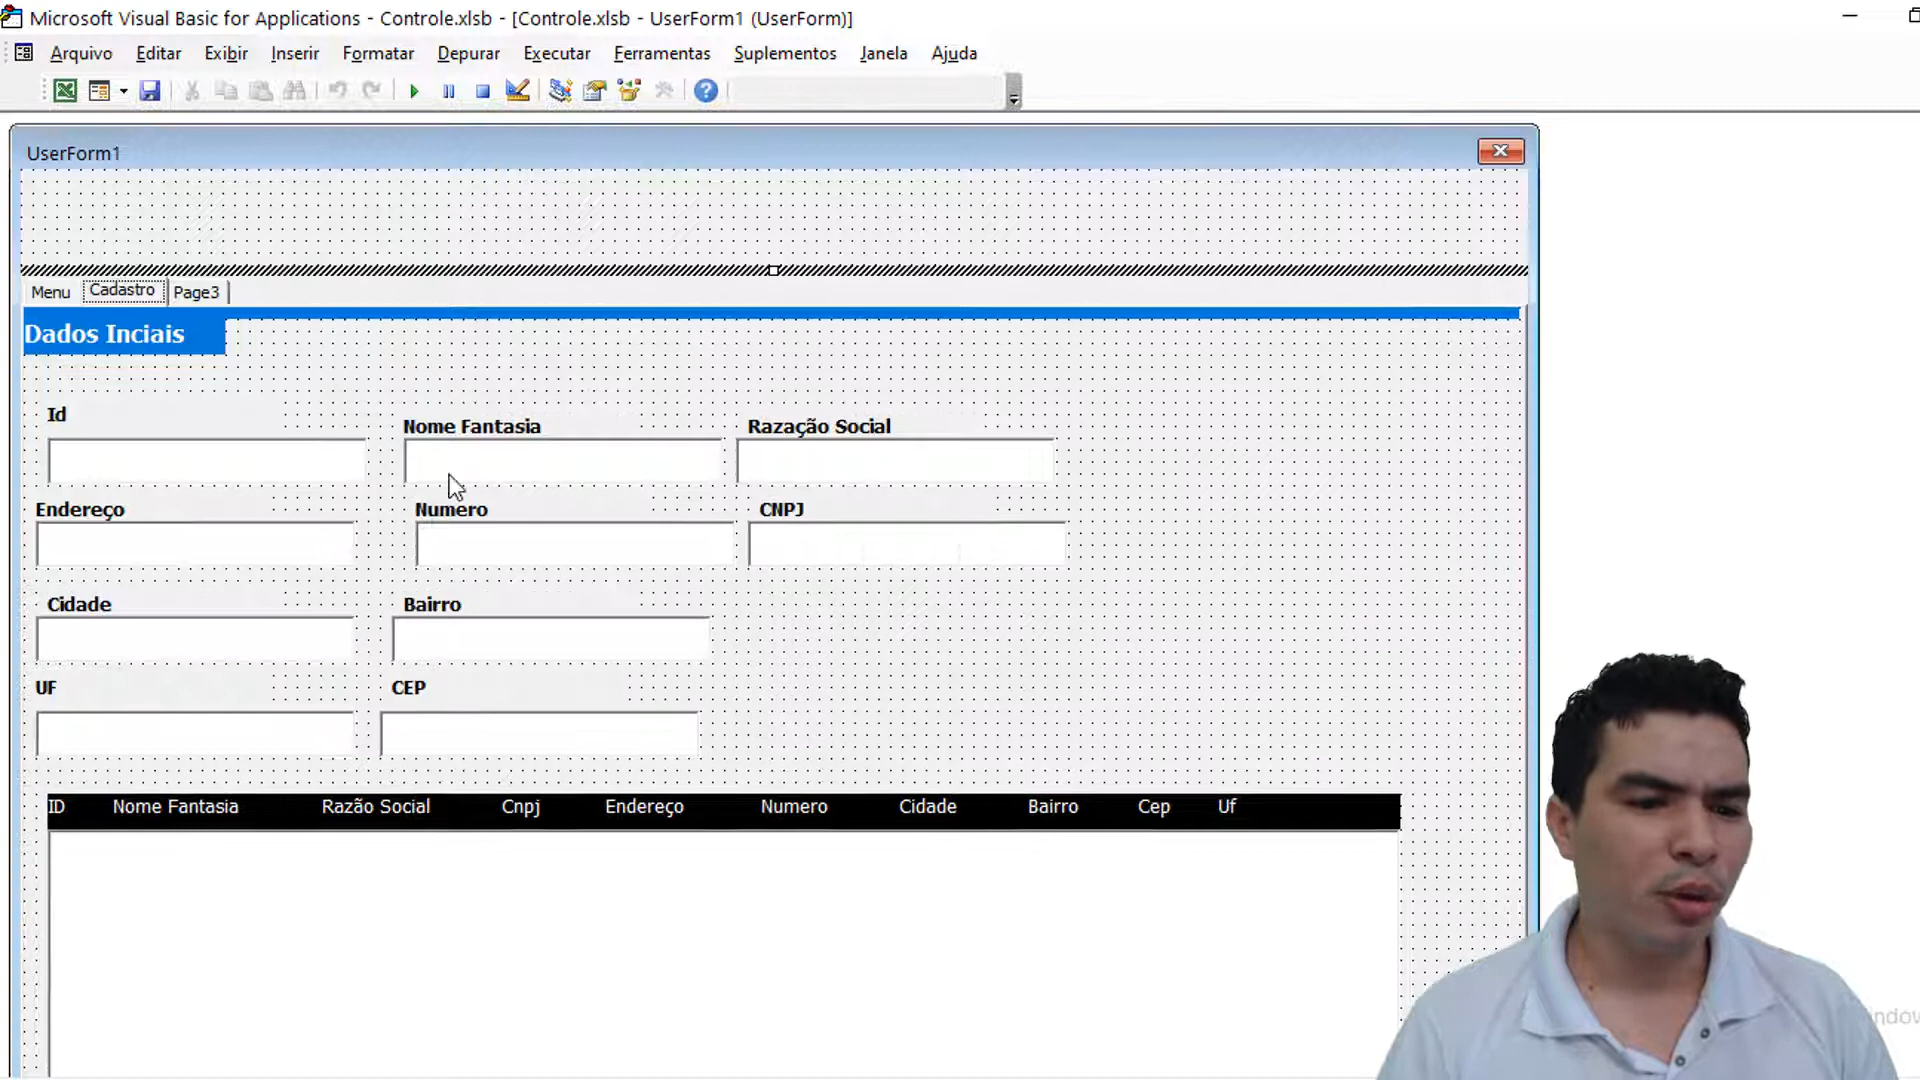 Microsoft Visual Basic for Applications - Controle.xlsb - [Controle.xlsb - UserForm1 (UserForm)]
Arquivo Editar Exibir Inserir Formatar Depurar Executar Ferramentas Suplementos Janela Ajuda
UserForm1
Menu Cadastro Page3
Dados Inciais
Id Nome Fantasia Razação Social
Endereço Numero CNPJ
Cidade Bairro
UF CEP
ID Nome Fantasia Razão Social Cnpj Endereço Numero Cidade Bairro Cep Uf